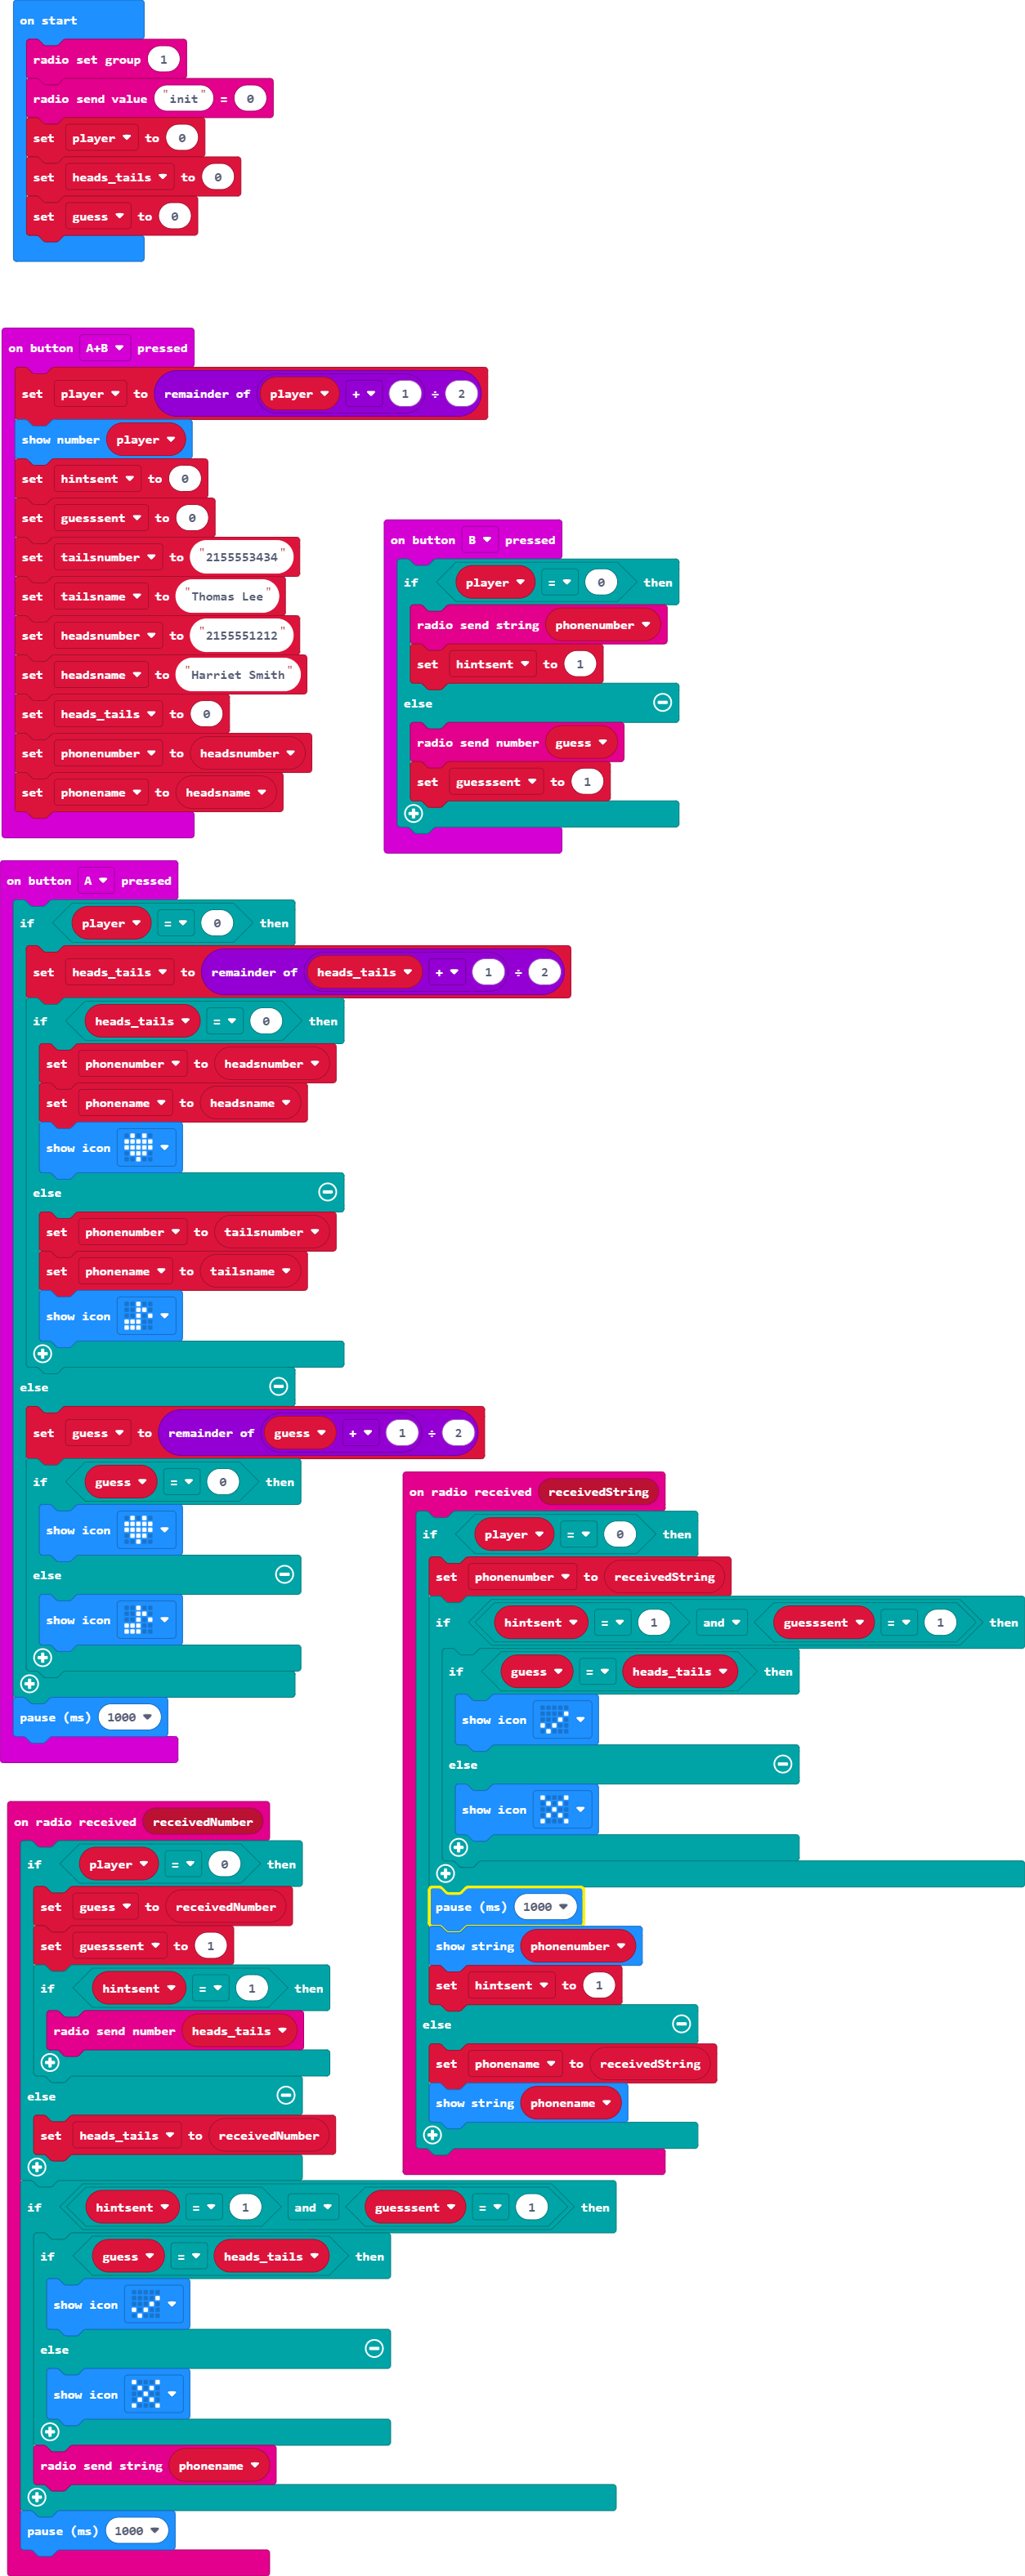 on start
radio set group 1
radio send value "init" = 0
set player to 0
set heads_tails to 0
set guess to 0
on button A+B pressed
set player to remainder of player + 1 ÷ 2
show number player
set hintsent to 0
set guesssent to 0
set tailsnumber to "2155553434"
set tailsname to "Thomas Lee"
set headsnumber to "2155551212"
set headsname to "Harriet Smith"
set heads_tails to 0
set phonenumber to headsnumber
set phonename to headsname
on button B pressed
if player = 0 then
radio send string phonenumber
set hintsent to 1
else
radio send number guess
set guesssent to 1
on button A pressed
if player = 0 then
set heads_tails to remainder of heads_tails + 1 ÷ 2
if heads_tails = 0 then
set phonenumber to headsnumber
set phonename to headsname
show icon
else
set phonenumber to tailsnumber
set phonename to tailsname
show icon
else
set guess to remainder of guess + 1 ÷ 2
if guess = 0 then
show icon
else
show icon
pause (ms) 1000
on radio received receivedString
if player = 0 then
set phonenumber to receivedString
if hintsent = 1 and guesssent = 1 then
if guess = heads_tails then
show icon
else
show icon
pause (ms) 1000
show string phonenumber
set hintsent to 1
else
set phonename to receivedString
show string phonename
on radio received receivedNumber
if player = 0 then
set guess to receivedNumber
set guesssent to 1
if hintsent = 1 then
radio send number heads_tails
else
set heads_tails to receivedNumber
if hintsent = 1 and guesssent = 1 then
if guess = heads_tails then
show icon
else
show icon
radio send string phonename
pause (ms) 1000